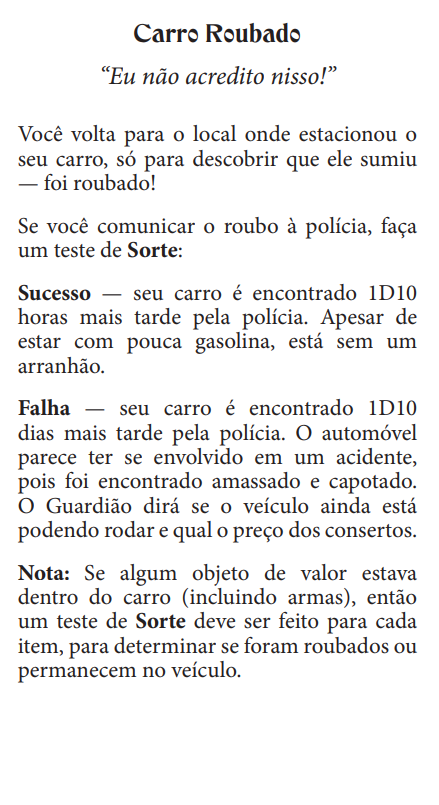 Carro Roubado
“Eu não acredito nisso!”
Você volta para o local onde estacionou o
seu carro, só para descobrir que ele sumiu
— foi roubado!
Se você comunicar o roubo à polícia, faça
um teste de Sorte:
Sucesso — seu carro é encontrado 1D10
horas mais tarde pela polícia. Apesar de
estar com pouca gasolina, está sem um
arranhão.
Falha — seu carro é encontrado 1D10
dias mais tarde pela polícia. O automóvel
parece ter se envolvido em um acidente,
pois foi encontrado amassado e capotado.
O Guardião dirá se o veículo ainda está
podendo rodar e qual o preço dos consertos.
Nota: Se algum objeto de valor estava
dentro do carro (incluindo armas), então
um teste de Sorte deve ser feito para cada
item, para determinar se foram roubados ou
permanecem no veículo.